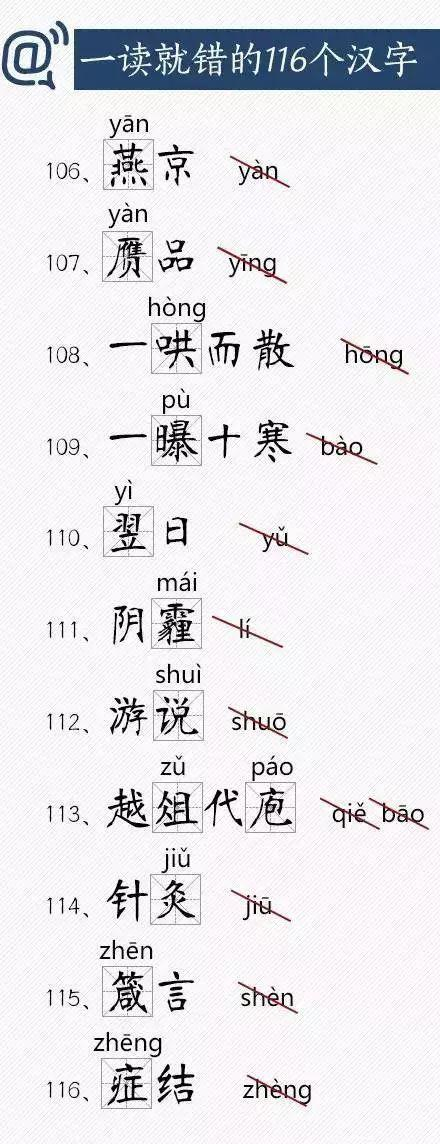 @一读就错的116个汉字
yān
106、燕京 yàn
yàn
107、赝品 yīng
hòng
108、一哄而散 hōng
pù
109、一曝十寒 bào
yì
110、翌日 yǔ
mái
111、阴霾 lí
shuì
112、游说 shuō
zǔ páo
113、越俎代庖 qiě bāo
jiǔ
114、针灸 jiū
zhēn
115、箴言 shèn
zhēng
116、症结 zhèng